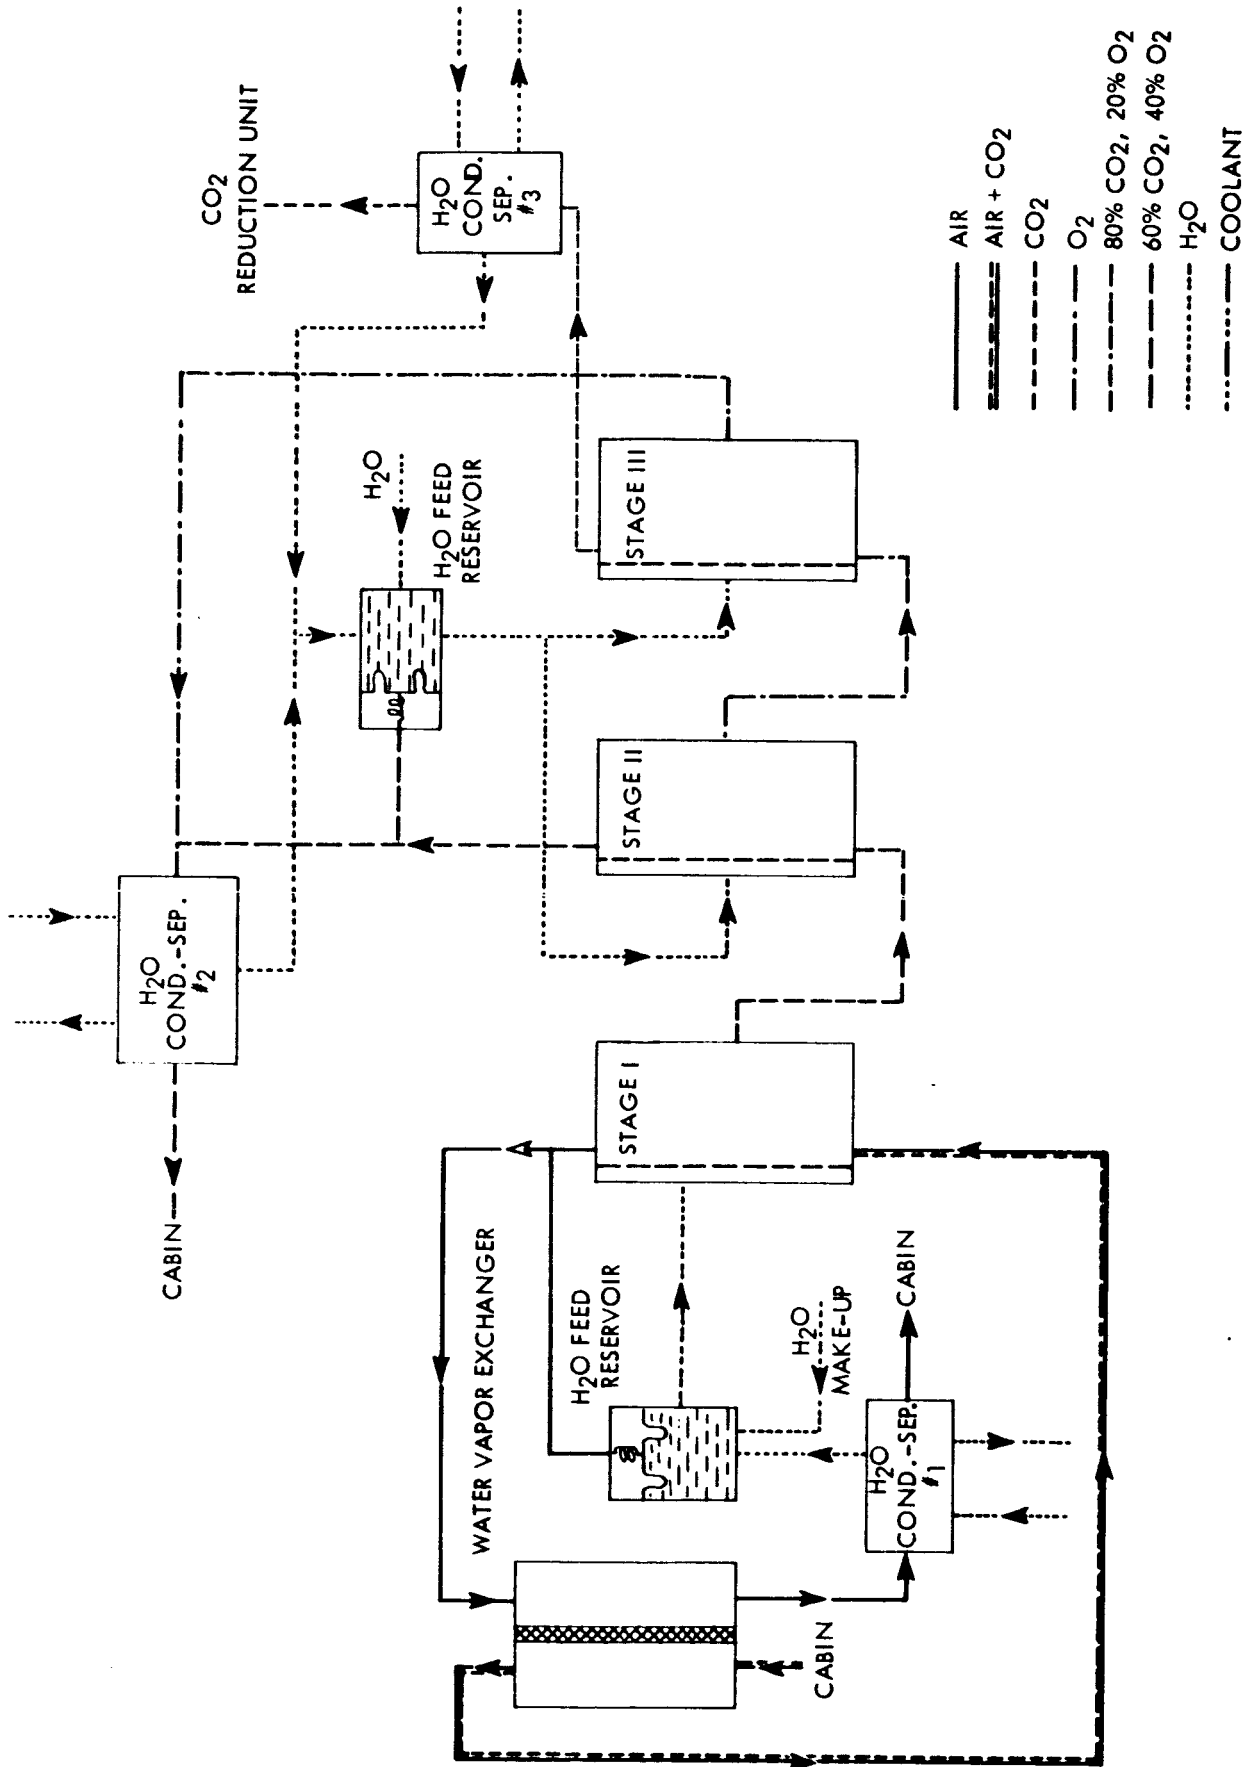 CABIN
H2O
COND.-SEP.
#2
CO2
REDUCTION UNIT
H2O
COND.
SEP.
#3
H2O
H2O FEED
RESERVOIR
STAGE I
STAGE II
STAGE III
WATER VAPOR EXCHANGER
H2O FEED
RESERVOIR
H2O
MAKE-UP
CABIN
H2O
COND.-SEP.
#1
CABIN
AIR
AIR + CO2
CO2
O2
80% CO2, 20% O2
60% CO2, 40% O2
H2O
COOLANT